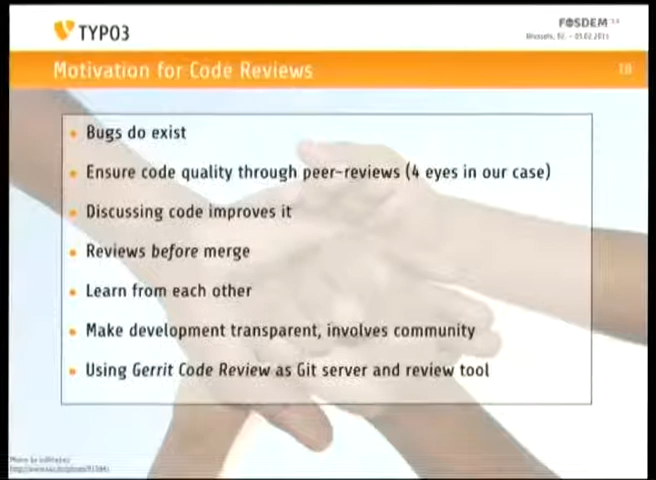 TYPO3
FOSDEM
Motivation for Code Reviews
Bugs do exist
Ensure code quality through peer-reviews (4 eyes in our case)
Discussing code improves it
Reviews before merge
Learn from each other
Make development transparent, involves community
Using Gerrit Code Review as Git server and review tool